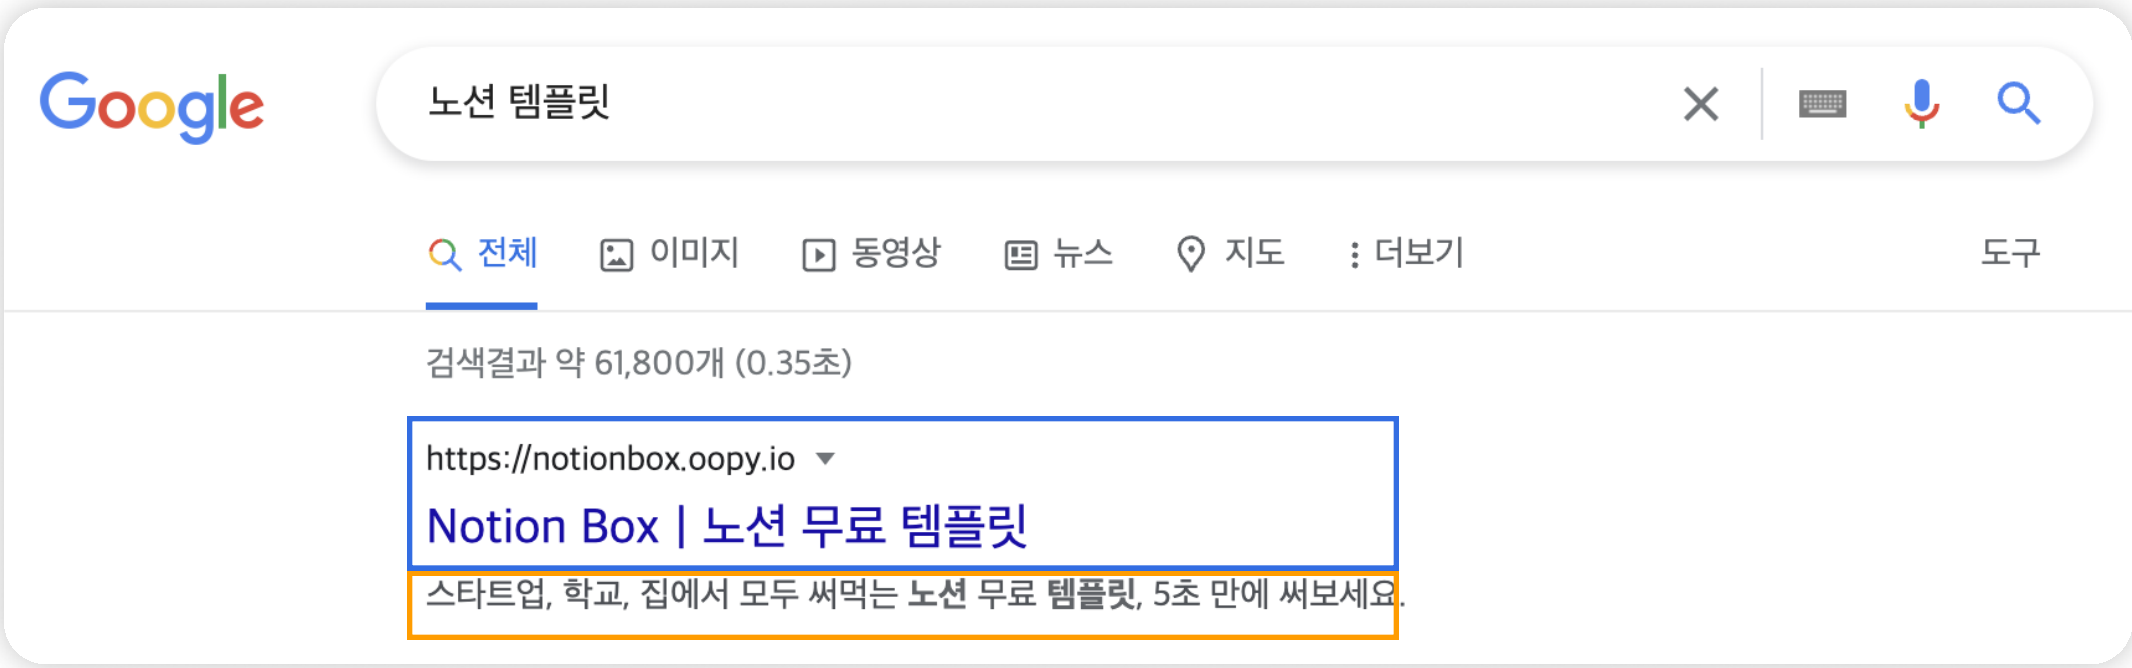 Google
노션 템플릿
전체 이미지 동영상 뉴스 지도 더보기 도구
검색결과 약 61,800개 (0.35초)
https://notionbox.oopy.io
Notion Box | 노션 무료 템플릿
스타트업, 학교, 집에서 모두 써먹는 노션 무료 템플릿, 5초 만에 써보세요.